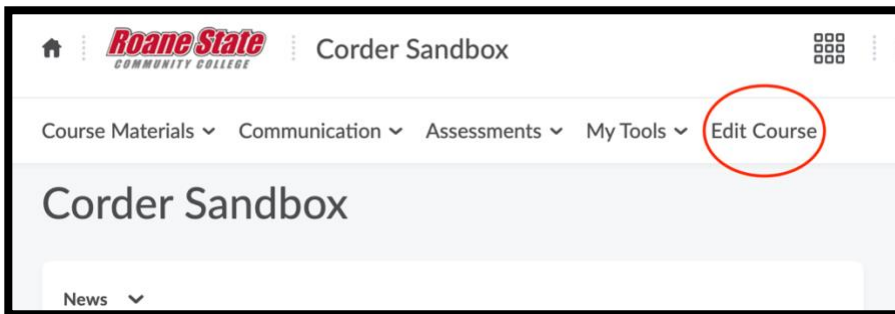 Roane State
COMMUNITY COLLEGE
Corder Sandbox
Course Materials Communication Assessments My Tools Edit Course
Corder Sandbox
News